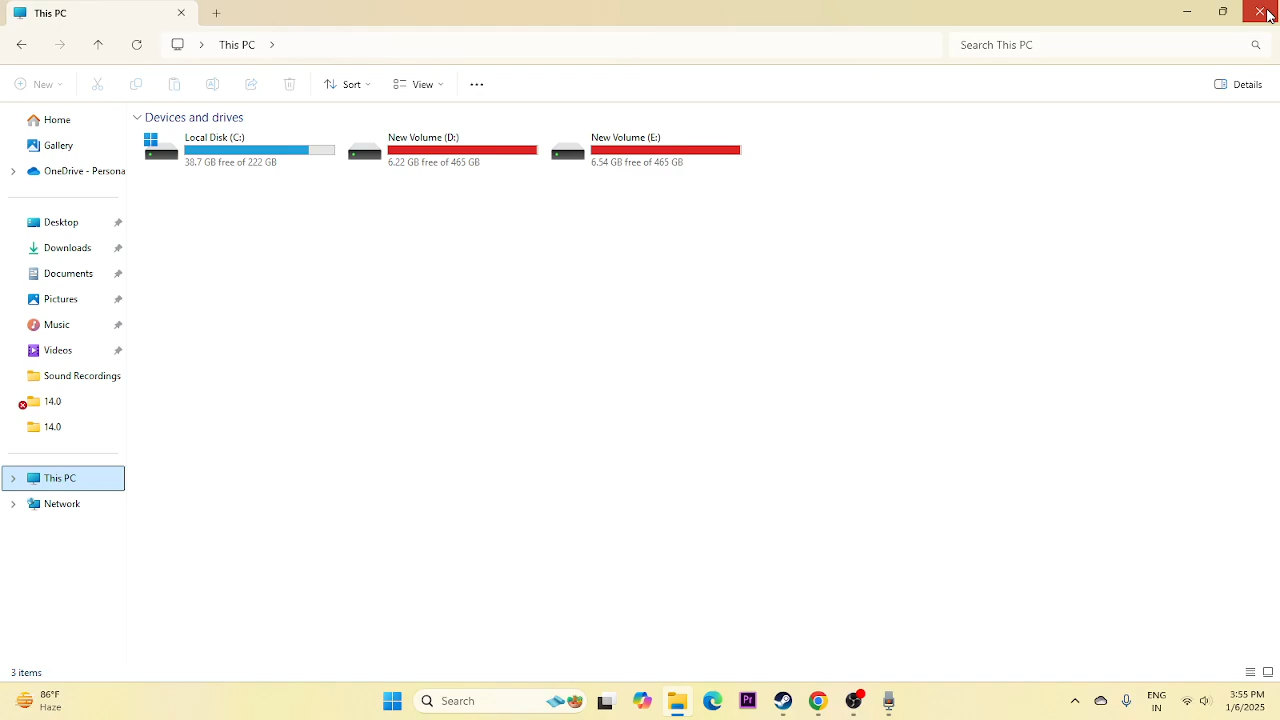 This PC
This PC
Search This PC
New
Sort
View
Details
Home
Gallery
OneDrive - Persona
Desktop
Downloads
Documents
Pictures
Music
Videos
Sound Recordings
14.0
14.0
This PC
Network
Devices and drives
Local Disk (C:)
38.7 GB free of 222 GB
New Volume (D:)
6.22 GB free of 465 GB
New Volume (E:)
6.54 GB free of 465 GB
3 items
86°F
Haze
Search
Pr
ENG
IN
3:55 PM
1/6/2025